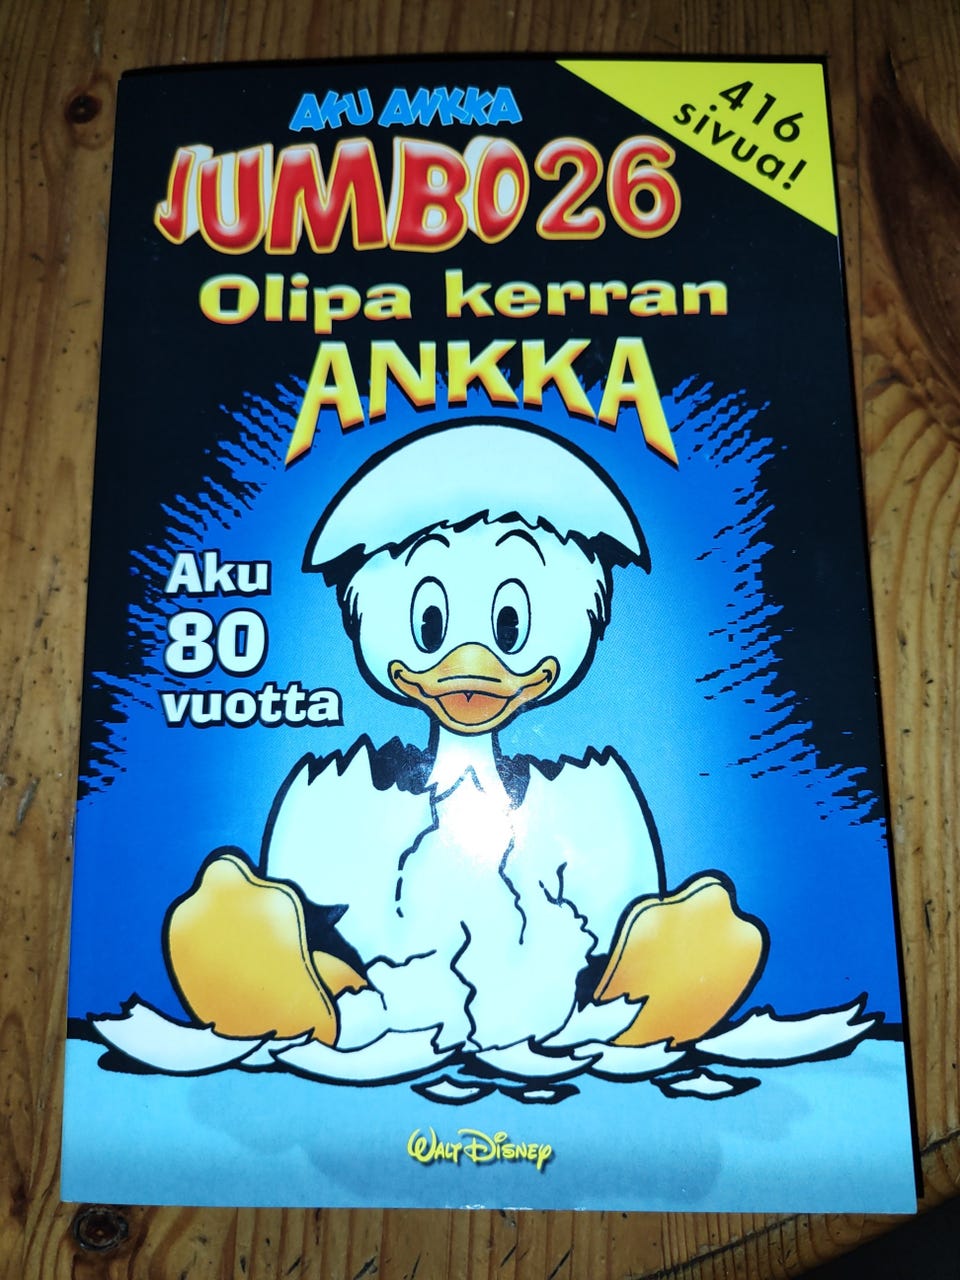 416
sivua!
AKU ANKKA
JUMBO 26
Olipa kerran
ANKKA
Aku
80
vuotta
WALT DISNEY